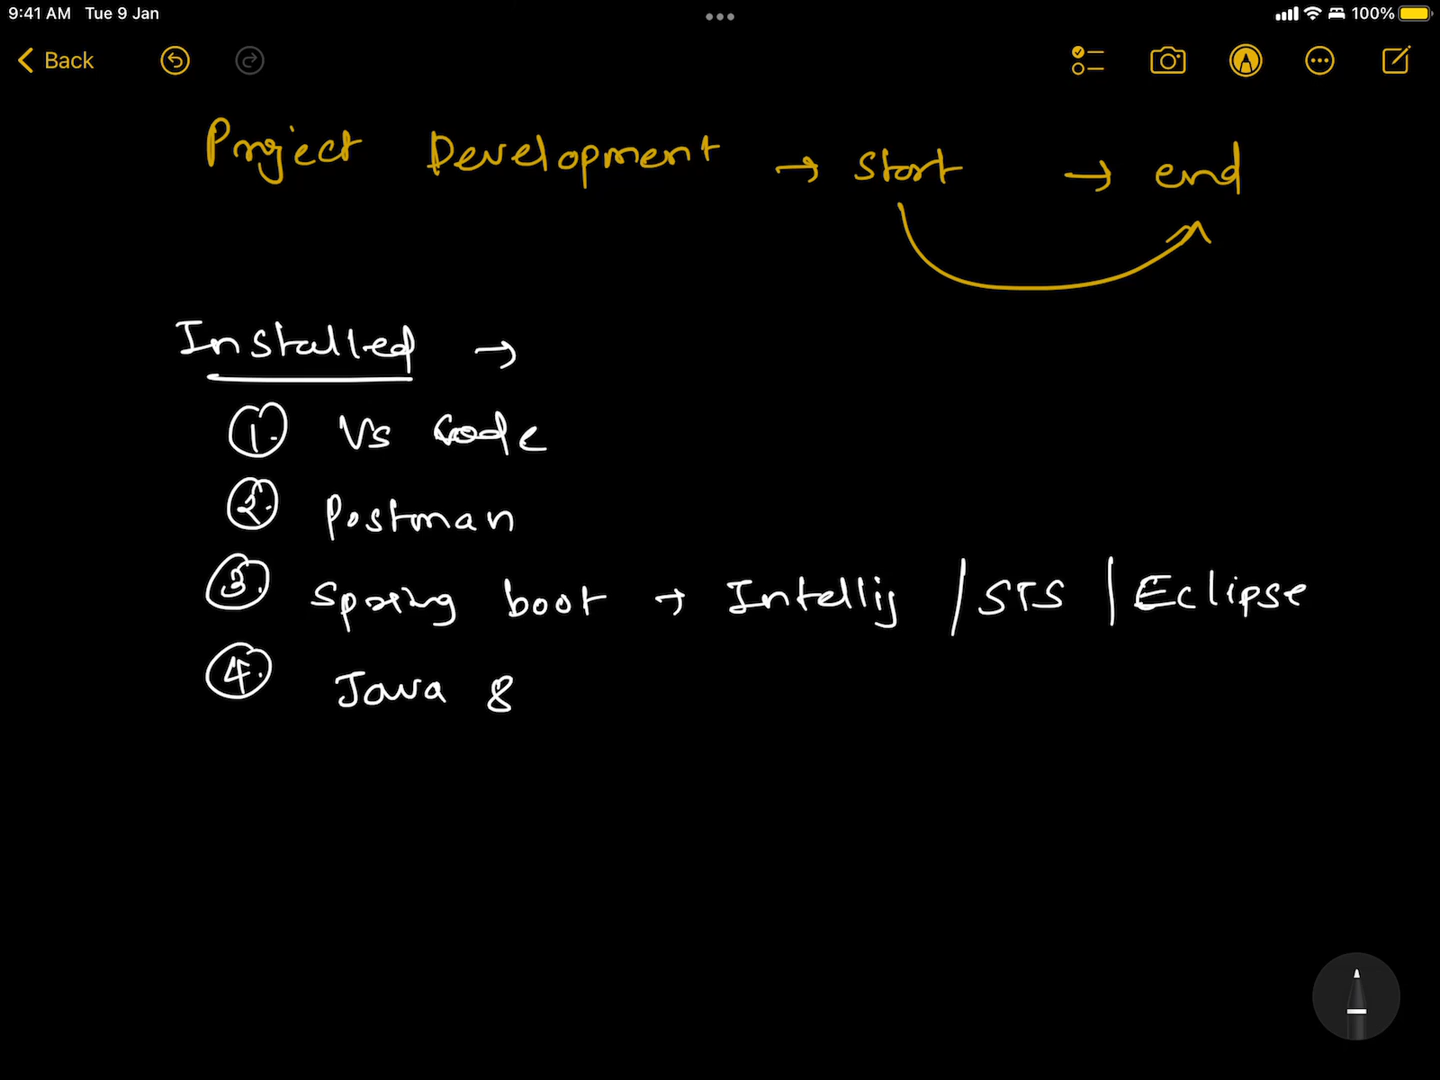 9:41 AM Tue 9 Jan 100%
Back
Project Development → start → end
Installed →
1. Vs code
2. Postman
3. Spring boot → Intellij / STS | Eclipse
4. Java 8